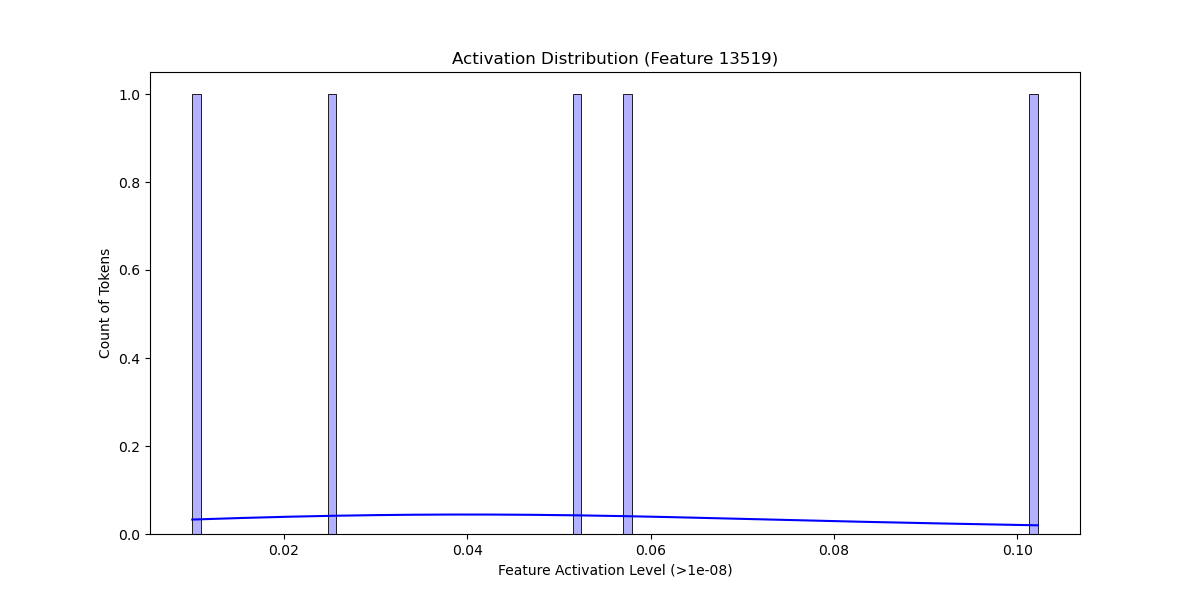 Activation Distribution (Feature 13519)
1.0
0.8
0.6
0.4
0.2
0.0
Count of Tokens
0.02 0.04 0.06 0.08 0.10
Feature Activation Level (>1e-08)